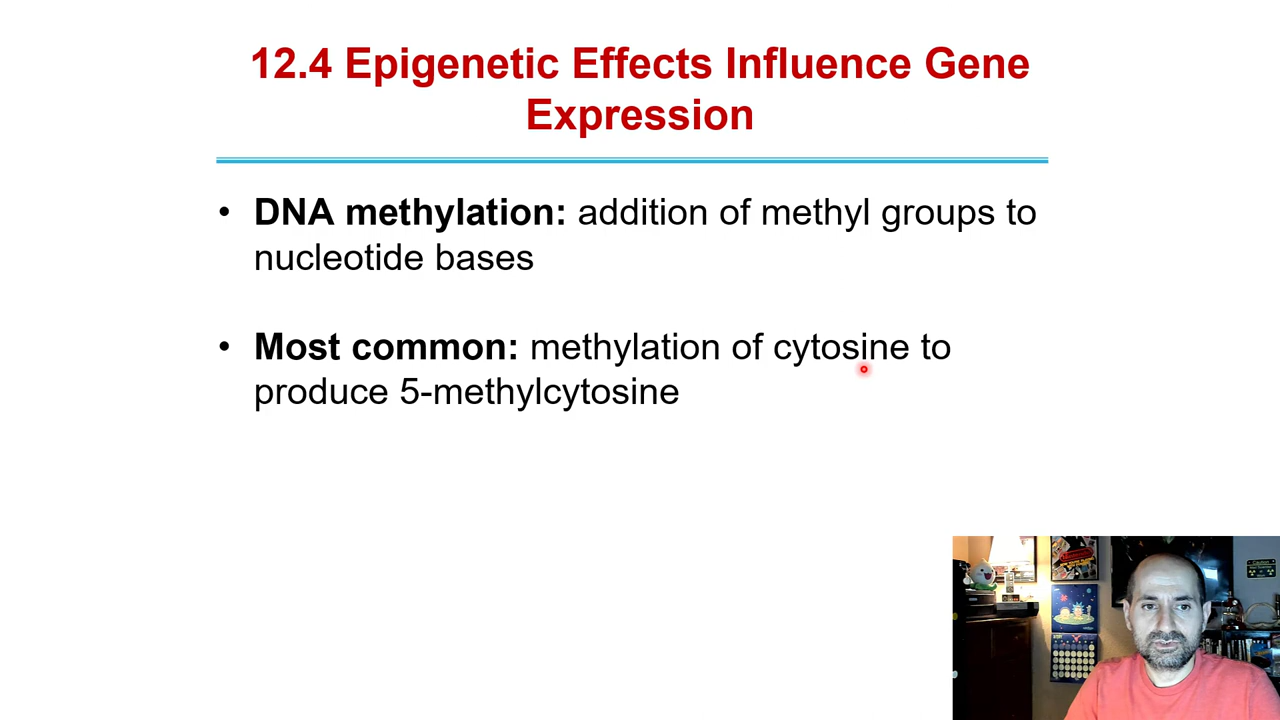 12.4 Epigenetic Effects Influence Gene
Expression
• DNA methylation: addition of methyl groups to
nucleotide bases
• Most common: methylation of cytosine to
produce 5-methylcytosine